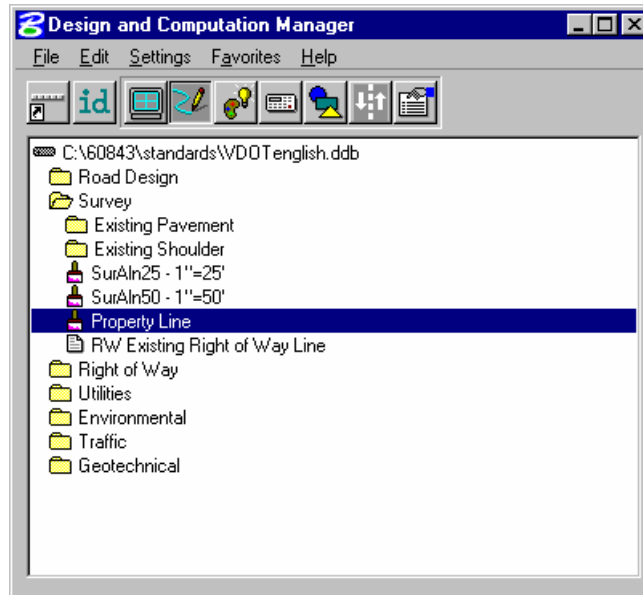 Design and Computation Manager
File Edit Settings Favorites Help
id
C:\60843\standards\VDOTenglish.ddb
Road Design
Survey
Existing Pavement
Existing Shoulder
SurAln25 - 1"=25'
SurAln50 - 1"=50'
Property Line
RW Existing Right of Way Line
Right of Way
Utilities
Environmental
Traffic
Geotechnical